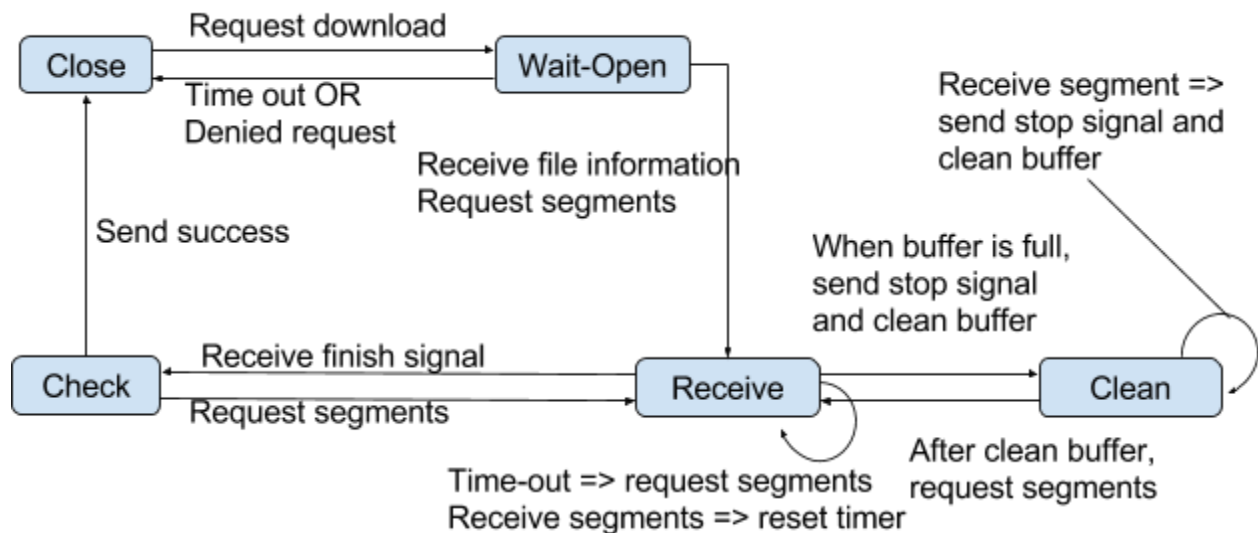 Request download
Close
Wait-Open
Time out OR
Denied request
Receive segment =>
send stop signal and
clean buffer
Receive file information
Request segments
Send success
When buffer is full,
send stop signal
and clean buffer
Receive finish signal
Check
Receive
Clean
Request segments
After clean buffer,
request segments
Time-out => request segments
Receive segments => reset timer